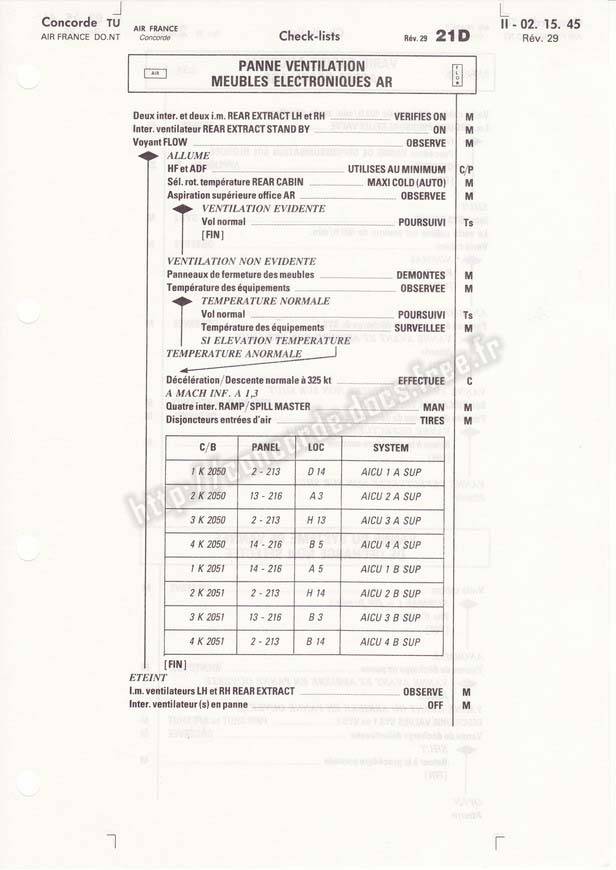 Concorde TU
AIR FRANCE DO.NT
AIR FRANCE
Concorde
Check-lists
Rév. 29 21D
II - 02. 15. 45
Rév. 29
AIR
PANNE VENTILATION
MEUBLES ELECTRONIQUES AR
FLOW
Deux inter. et deux i.m. REAR EXTRACT LH et RH VERIFIES ON M
Inter. ventilateur REAR EXTRACT STAND BY ON M
Voyant FLOW OBSERVE M
ALLUME
HF et ADF UTILISES AU MINIMUM C/P
Sél. rot. température REAR CABIN MAXI COLD (AUTO) M
Aspiration supérieure office AR OBSERVEE M
VENTILATION EVIDENTE
Vol normal POURSUIVI Ts
[FIN]
VENTILATION NON EVIDENTE
Panneaux de fermeture des meubles DEMONTES M
Température des équipements OBSERVEE M
TEMPERATURE NORMALE
Vol normal POURSUIVI Ts
Température des équipements SURVEILLEE M
SI ELEVATION TEMPERATURE
TEMPERATURE ANORMALE
Décélération/Descente normale à 325 kt EFFECTUEE C
A MACH INF. A 1,3
Quatre inter. RAMP/SPILL MASTER MAN M
Disjoncteurs entrées d'air TIRES M
C/B PANEL LOC SYSTEM
1 K 2050 2 - 213 D 14 AICU 1 A SUP
2 K 2050 13 - 216 A 3 AICU 2 A SUP
3 K 2050 2 - 213 H 13 AICU 3 A SUP
4 K 2050 14 - 216 B 5 AICU 4 A SUP
1 K 2051 14 - 216 A 5 AICU 1 B SUP
2 K 2051 2 - 213 H 14 AICU 2 B SUP
3 K 2051 13 - 216 B 3 AICU 3 B SUP
4 K 2051 2 - 213 B 14 AICU 4 B SUP
[FIN]
ETEINT
I.m. ventilateurs LH et RH REAR EXTRACT OBSERVE M
Inter. ventilateur (s) en panne OFF M
http://concorde.docs.free.fr